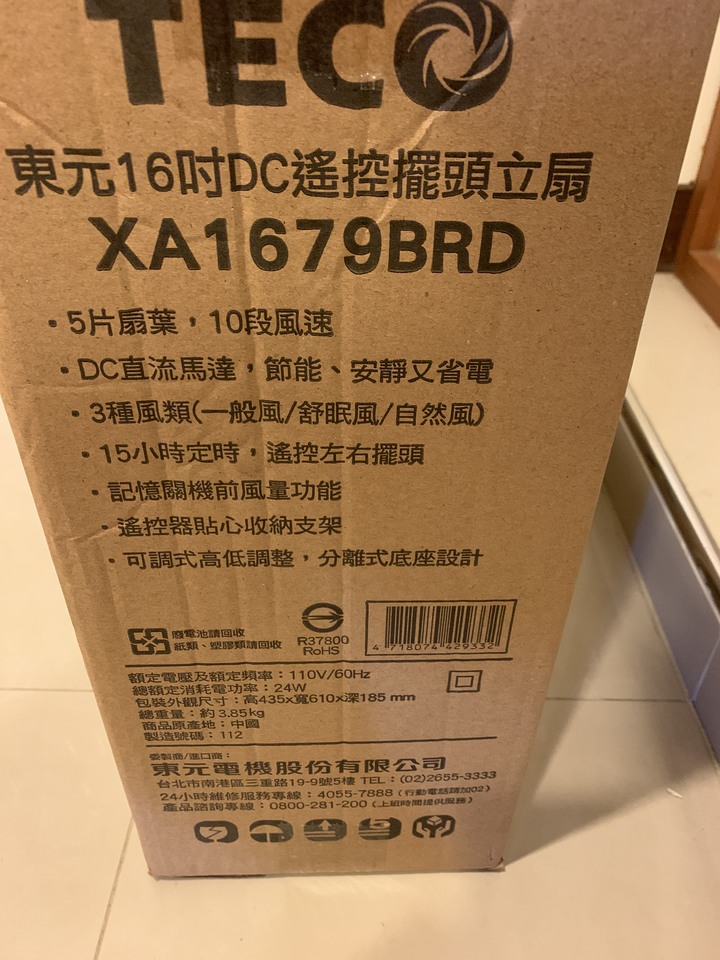 TECO
東元16吋DC遙控擺頭立扇
XA1679BRD
・5片扇葉，10段風速
・DC直流馬達，節能、安靜又省電
・3種風類(一般風/舒眠風/自然風)
・15小時定時，遙控左右擺頭
・記憶關機前風量功能
・遙控器貼心收納支架
・可調式高低調整，分離式底座設計
廢電池請回收
紙類、塑膠類請回收
R37800
RoHS
4 718074 429332
額定電壓及額定頻率：110V/60Hz
總額定消耗電功率：24W
包裝外觀尺寸：高435x寬610x深185 mm
總重量：約3.85kg
商品原產地：中國
製造號碼：112
委製商/進口商：
東元電機股份有限公司
台北市南港區三重路19-9號5樓 TEL：(02)2655-3333
24小時維修服務專線：4055-7888 (行動電話請加02)
產品諮詢專線：0800-281-200 (上班時間提供服務)